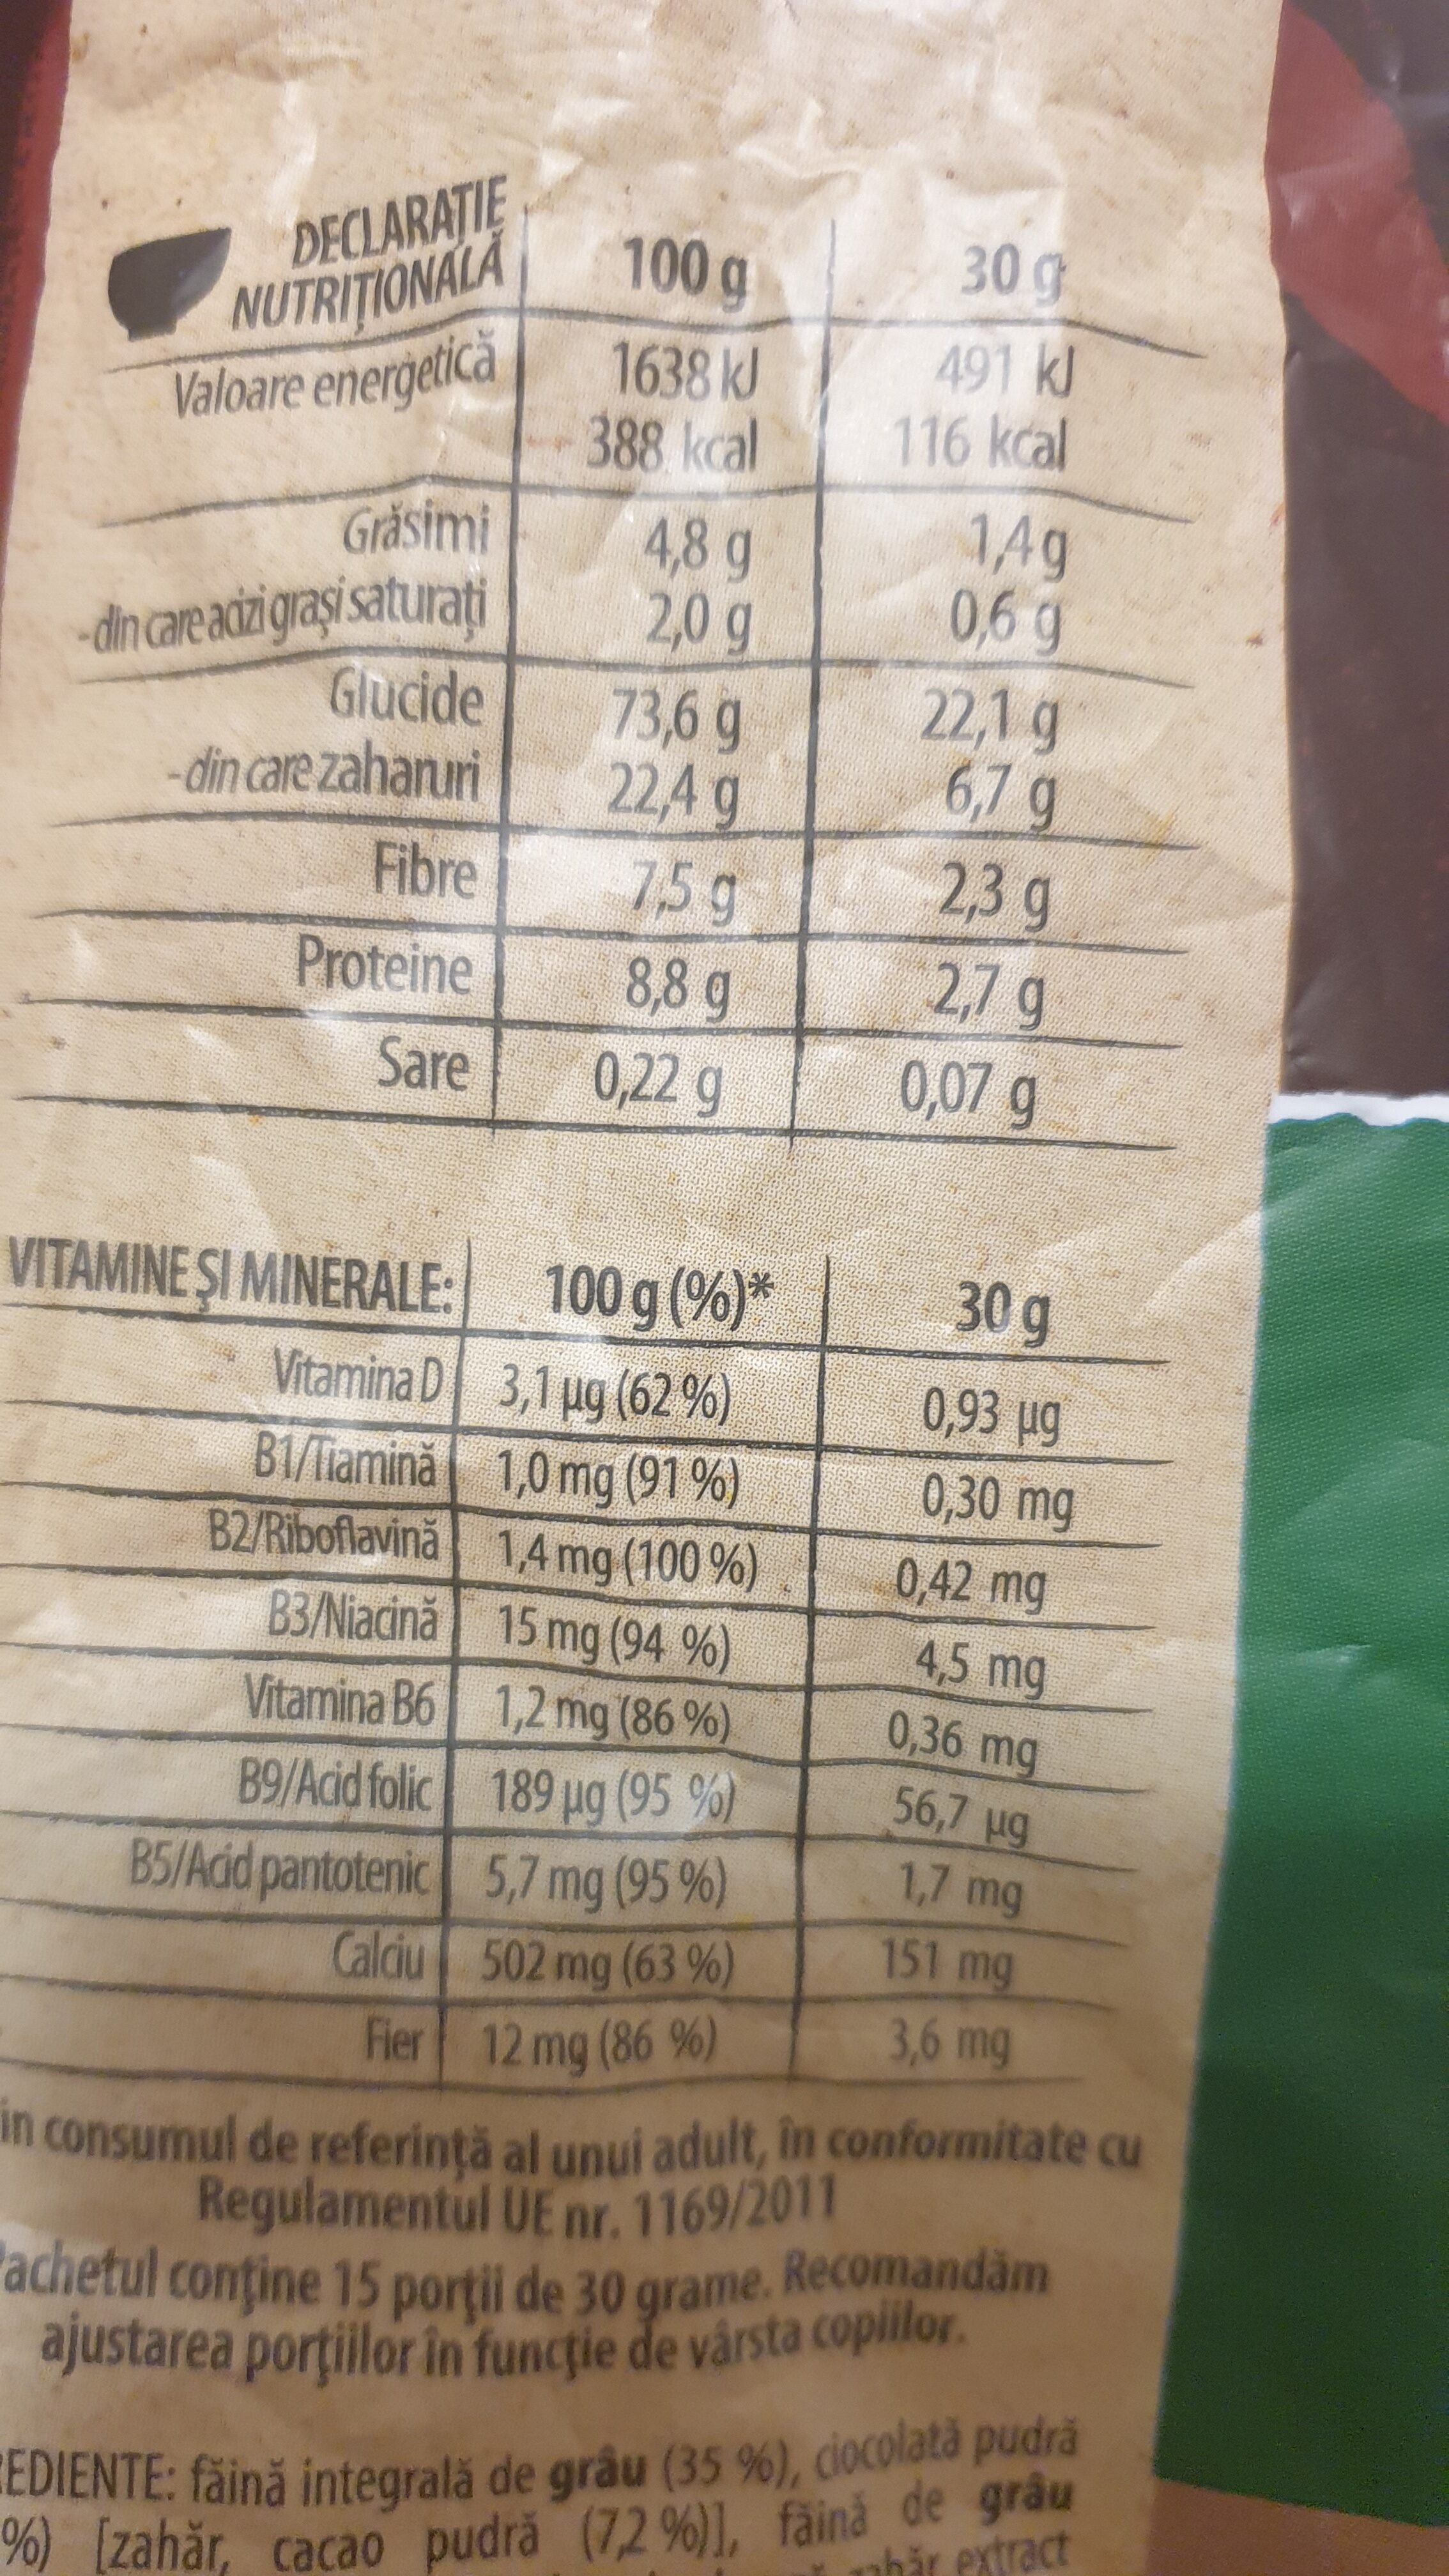 DECLARAȚIE
NUTRIȚIONALĂ 100 g 30 g
Valoare energetică 1638 kJ 491 kJ
388 kcal 116 kcal
Grăsimi 4,8 g 1,4 g
-din care acizi grași saturați 2,0 g 0,6 g
Glucide 73,6 g 22,1 g
-din care zaharuri 22,4 g 6,7 g
Fibre 7,5 g 2,3 g
Proteine 8,8 g 2,7 g
Sare 0,22 g 0,07 g
VITAMINE ȘI MINERALE: 100 g (%)* 30 g
Vitamina D 3,1 µg (62 %) 0,93 µg
B1/Tiamină 1,0 mg (91 %) 0,30 mg
B2/Riboflavină 1,4 mg (100 %) 0,42 mg
B3/Niacină 15 mg (94 %) 4,5 mg
Vitamina B6 1,2 mg (86 %) 0,36 mg
B9/Acid folic 189 µg (95 %) 56,7 µg
B5/Acid pantotenic 5,7 mg (95 %) 1,7 mg
Calciu 502 mg (63 %) 151 mg
Fier 12 mg (86 %) 3,6 mg
in consumul de referință al unui adult, în conformitate cu
Regulamentul UE nr. 1169/2011
achetul conține 15 porții de 30 grame. Recomandăm
ajustarea porțiilor în funcție de vârsta copiilor.
EDIENTE: făină integrală de grâu (35 %), ciocolată pudră
%) [zahăr, cacao pudră (7,2 %)], făină de grâu
zahăr extract